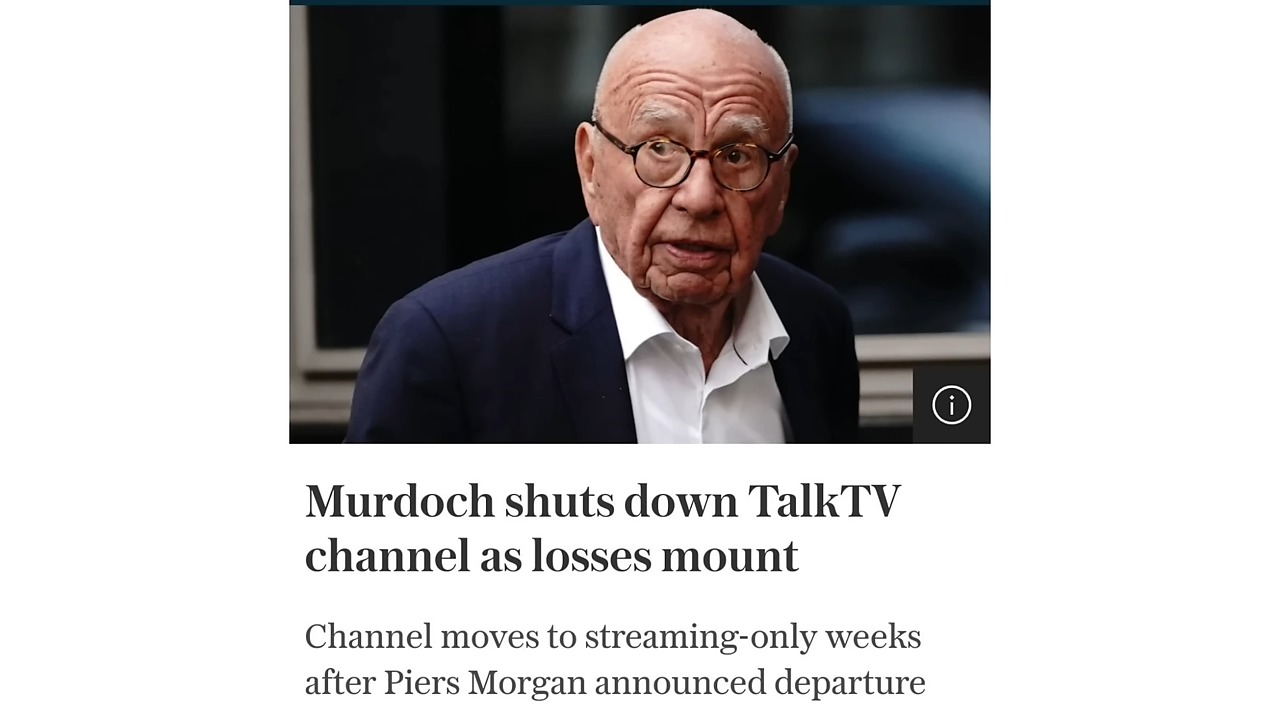 Murdoch shuts down TalkTV
channel as losses mount
Channel moves to streaming-only weeks
after Piers Morgan announced departure